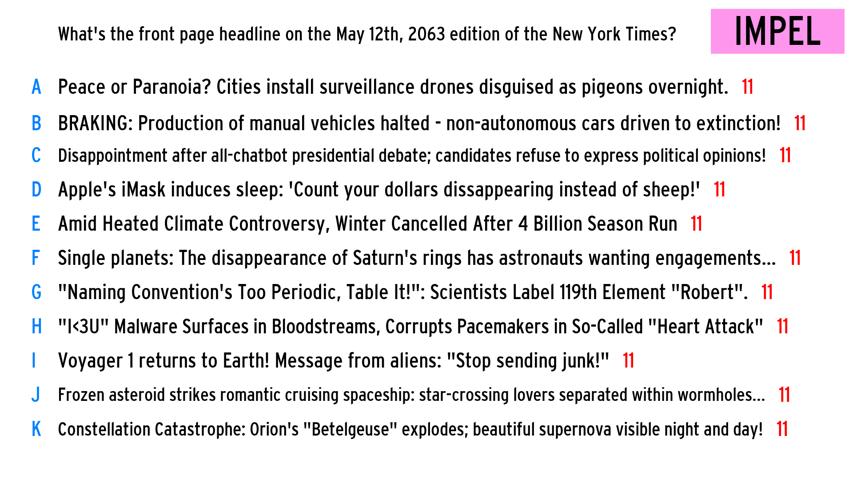 What's the front page headline on the May 12th, 2063 edition of the New York Times? IMPEL
A Peace or Paranoia? Cities install surveillance drones disguised as pigeons overnight. 11
B BRAKING: Production of manual vehicles halted - non-autonomous cars driven to extinction! 11
C Disappointment after all-chatbot presidential debate; candidates refuse to express political opinions! 11
D Apple's iMask induces sleep: 'Count your dollars dissappearing instead of sheep!' 11
E Amid Heated Climate Controversy, Winter Cancelled After 4 Billion Season Run 11
F Single planets: The disappearance of Saturn's rings has astronauts wanting engagements... 11
G "Naming Convention's Too Periodic, Table It!": Scientists Label 119th Element "Robert". 11
H "I<3U" Malware Surfaces in Bloodstreams, Corrupts Pacemakers in So-Called "Heart Attack" 11
I Voyager 1 returns to Earth! Message from aliens: "Stop sending junk!" 11
J Frozen asteroid strikes romantic cruising spaceship: star-crossing lovers separated within wormholes... 11
K Constellation Catastrophe: Orion's "Betelgeuse" explodes; beautiful supernova visible night and day! 11